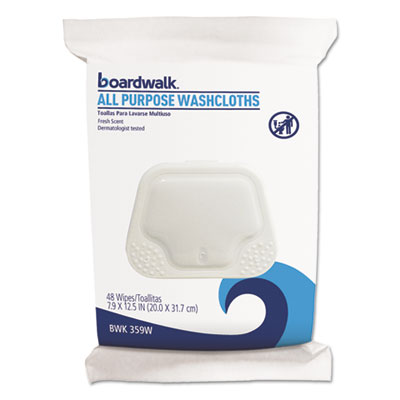 boardwalk.
ALL PURPOSE WASHCLOTHS
Toallas Para Lavarse Multiuso
Fresh Scent
Dermatologist tested
48 Wipes/Toallitas
7.9 X 12.5 IN (20.0 X 31.7 cm)
BWK 359W